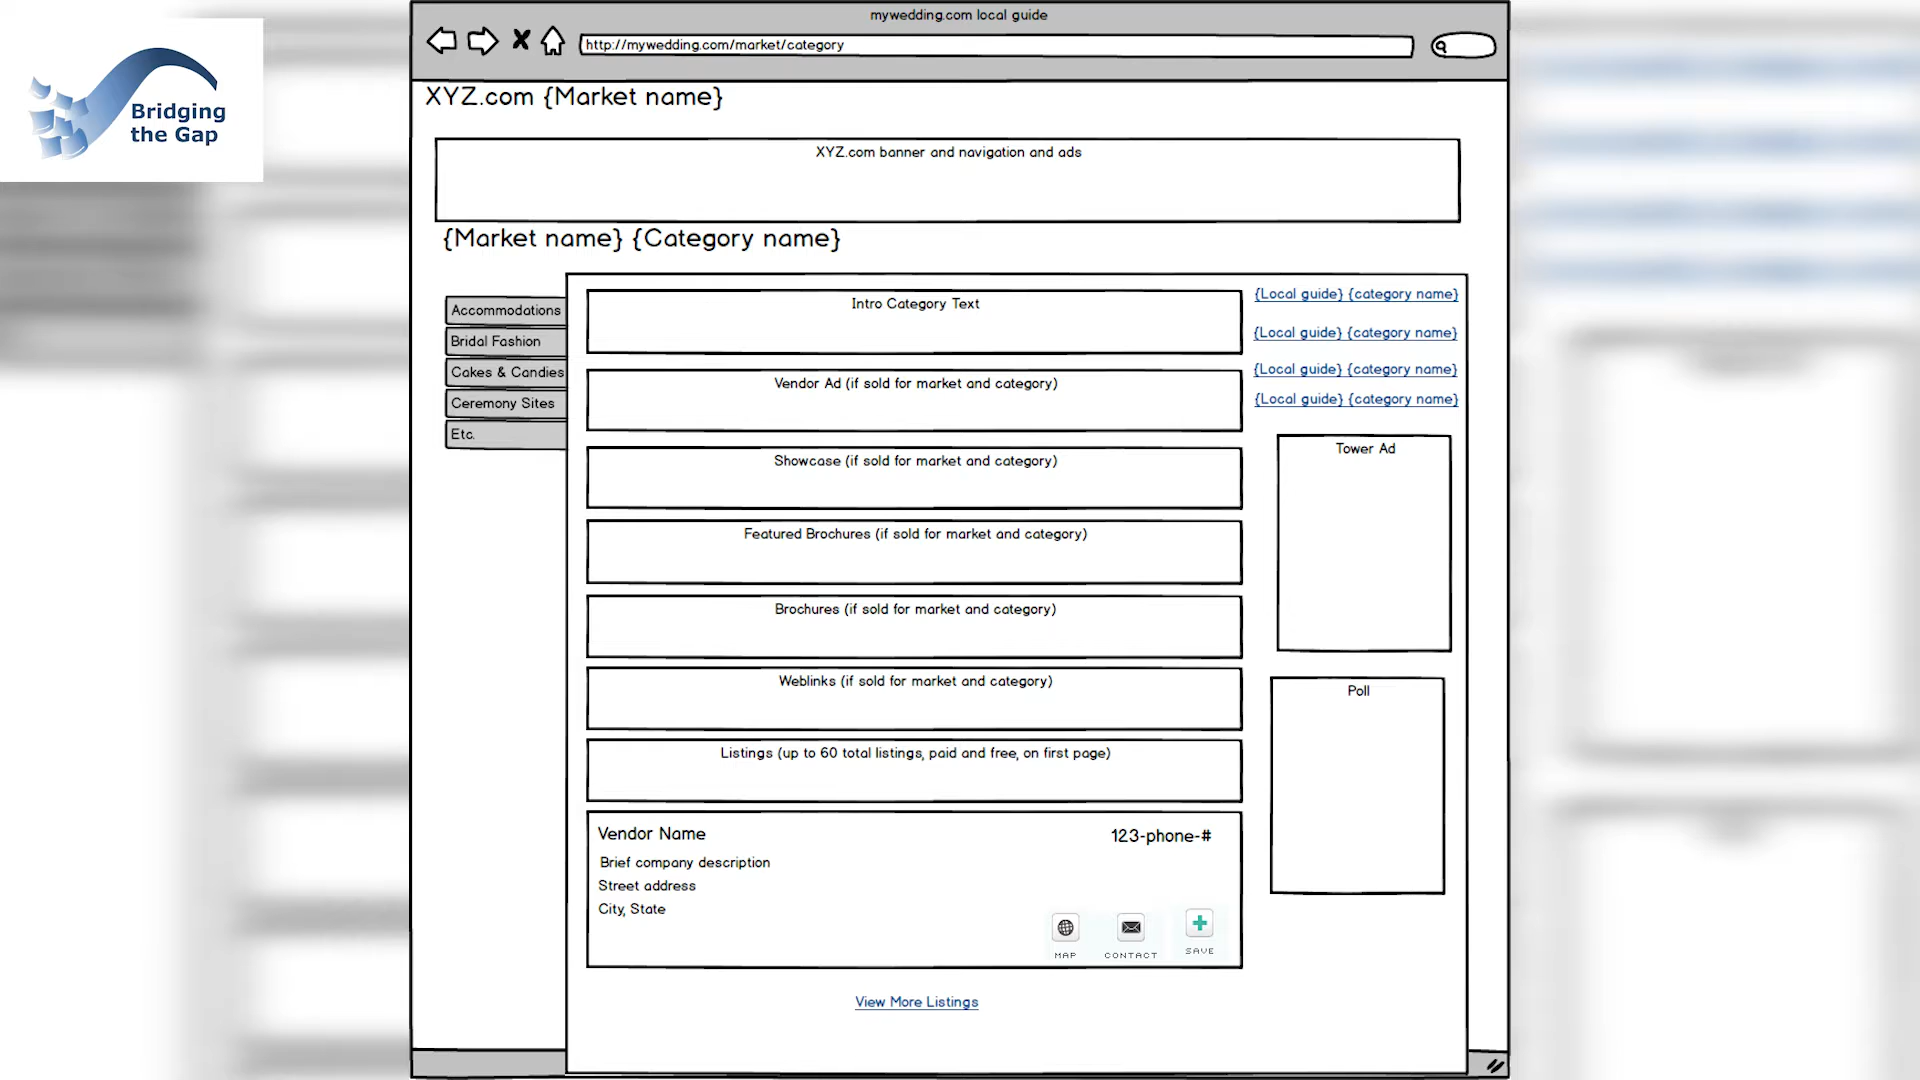 Bridging
the Gap
mywedding.com local guide
http://mywedding.com/market/category
XYZ.com {Market name}
XYZ.com banner and navigation and ads
{Market name} {Category name}
Accommodations
Bridal Fashion
Cakes & Candies
Ceremony Sites
Etc.
Intro Category Text
Vendor Ad (if sold for market and category)
Showcase (if sold for market and category)
Featured Brochures (if sold for market and category)
Brochures (if sold for market and category)
Weblinks (if sold for market and category)
Listings (up to 60 total listings, paid and free, on first page)
Vendor Name
123-phone-#
Brief company description
Street address
City, State
MAP
CONTACT
SAVE
View More Listings
{Local guide} {category name}
{Local guide} {category name}
{Local guide} {category name}
{Local guide} {category name}
Tower Ad
Poll